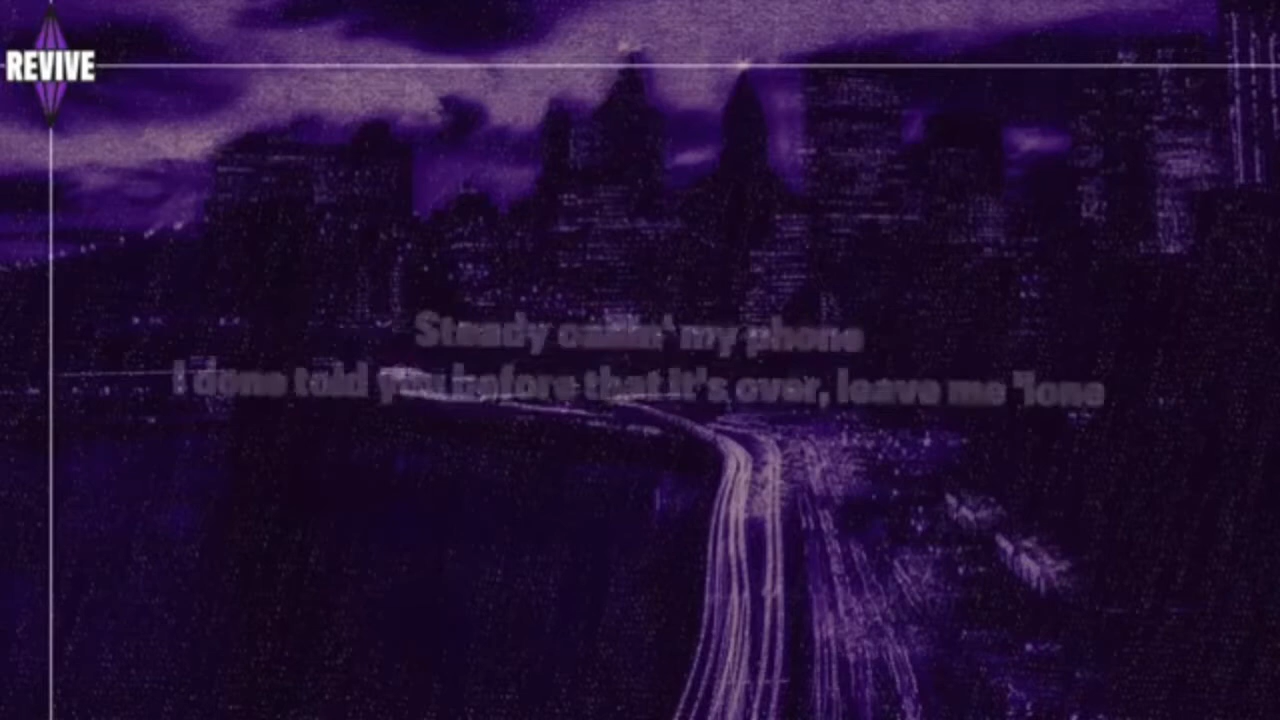 REVIVE
Steady callin' my phone
I done told you before that it's over, leave me 'lone